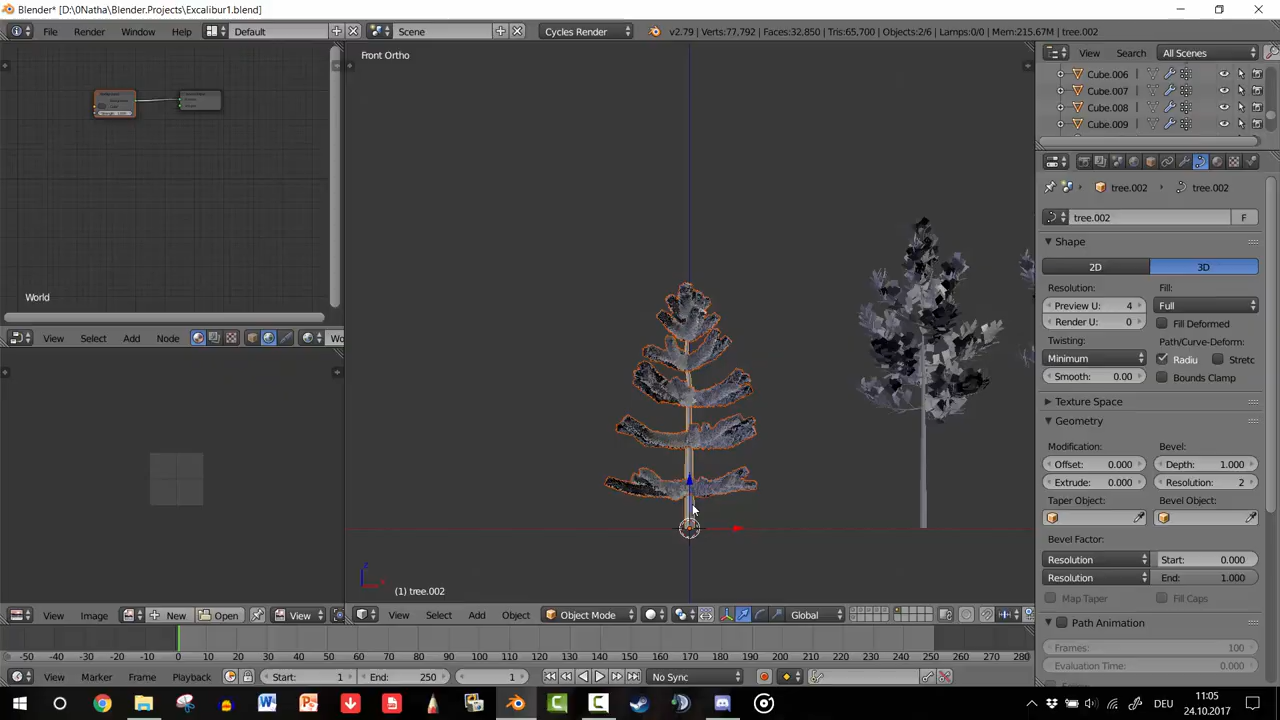 Blender* [D:\0Natha\Blender.Projects\Excalibur1.blend]
File Render Window Help Default Scene Cycles Render v2.79 | Verts:77,792 | Faces:32,850 | Tris:65,700 | Objects:2/6 | Lamps:0/0 | Mem:215.67M | tree.002
Front Ortho
View Search All Scenes
Cube.006
Cube.007
Cube.008
Cube.009
tree.002 tree.002
tree.002 F
Shape
2D 3D
Resolution: Fill:
Preview U: 4 Full
Render U: 0 Fill Deformed
Twisting: Path/Curve-Deform:
Minimum Radiu Stretc
Smooth: 0.00 Bounds Clamp
Texture Space
Geometry
Modification: Bevel:
Offset: 0.000 Depth: 1.000
Extrude: 0.000 Resolution: 2
Taper Object: Bevel Object:
Bevel Factor:
Resolution Start: 0.000
Resolution End: 1.000
Map Taper Fill Caps
Path Animation
Frames: 100
Evaluation Time: 0.000
World
View Select Add Node Wo
z
x
(1) tree.002
View Image New Open View
View Select Add Object Object Mode Global
-50 -40 -30 -20 -10 0 10 20 30 40 50 60 70 80 90 100 110 120 130 140 150 160 170 180 190 200 210 220 230 240 250 260 270 280
View Marker Frame Playback Start: 1 End: 250 1 No Sync
DEU
11:05
24.10.2017